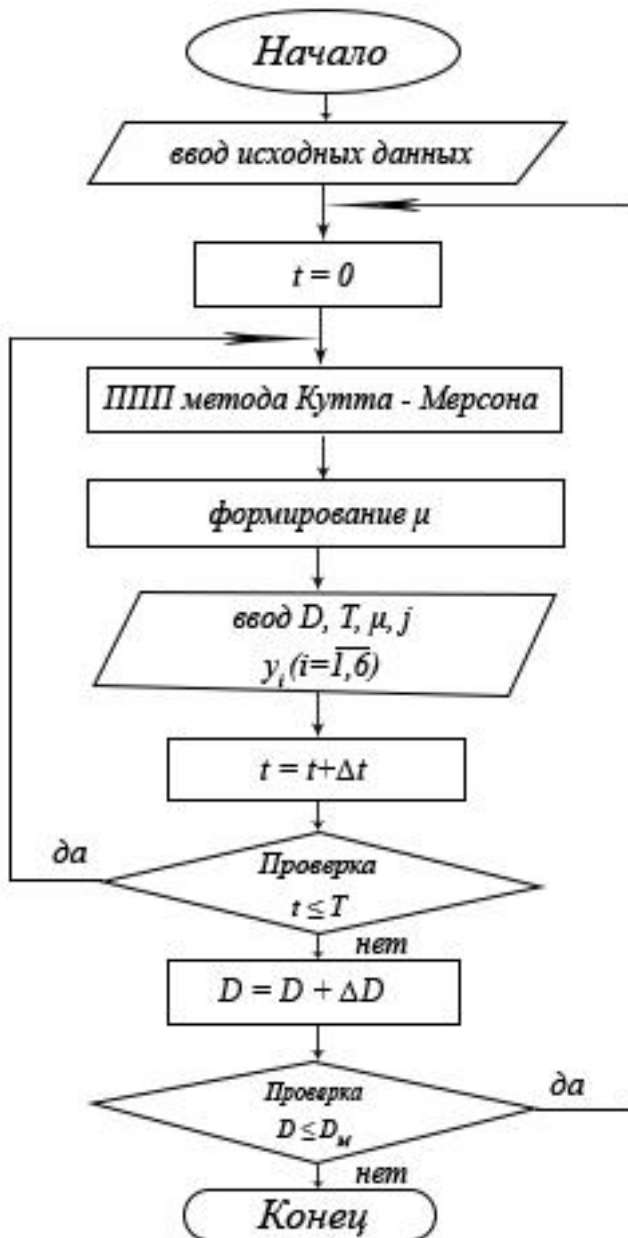 Начало
ввод исходных данных
t = 0
ППП метода Кутта - Мерсона
формирование μ
ввод D, T, μ, j
yᵢ (i=1,6)
t = t+Δt
да
Проверка
t ≤ T
нет
D = D + ΔD
Проверка
D ≤ Dм
да
нет
Конец